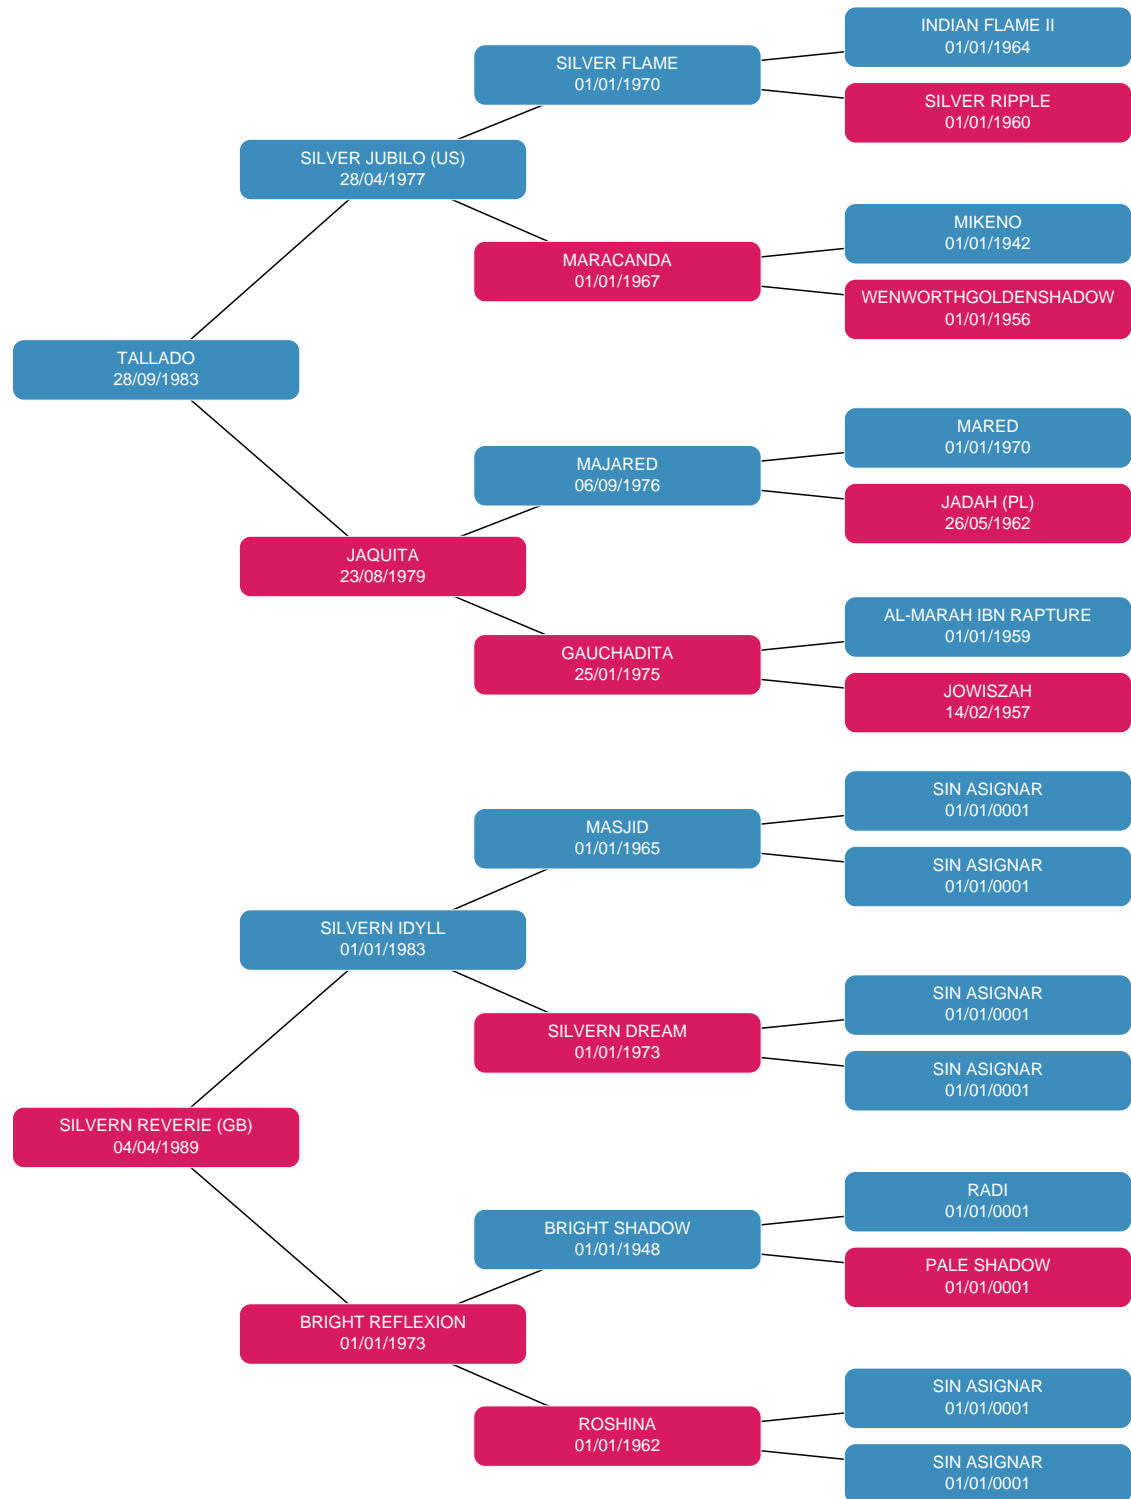 INDIAN FLAME II
01/01/1964
SILVER FLAME
01/01/1970
SILVER RIPPLE
01/01/1960
SILVER JUBILO (US)
28/04/1977
MIKENO
01/01/1942
MARACANDA
01/01/1967
WENWORTHGOLDENSHADOW
01/01/1956
TALLADO
28/09/1983
MARED
01/01/1970
MAJARED
06/09/1976
JADAH (PL)
26/05/1962
JAQUITA
23/08/1979
AL-MARAH IBN RAPTURE
01/01/1959
GAUCHADITA
25/01/1975
JOWISZAH
14/02/1957
SIN ASIGNAR
01/01/0001
MASJID
01/01/1965
SIN ASIGNAR
01/01/0001
SILVERN IDYLL
01/01/1983
SIN ASIGNAR
01/01/0001
SILVERN DREAM
01/01/1973
SIN ASIGNAR
01/01/0001
SILVERN REVERIE (GB)
04/04/1989
RADI
01/01/0001
BRIGHT SHADOW
01/01/1948
PALE SHADOW
01/01/0001
BRIGHT REFLEXION
01/01/1973
SIN ASIGNAR
01/01/0001
ROSHINA
01/01/1962
SIN ASIGNAR
01/01/0001